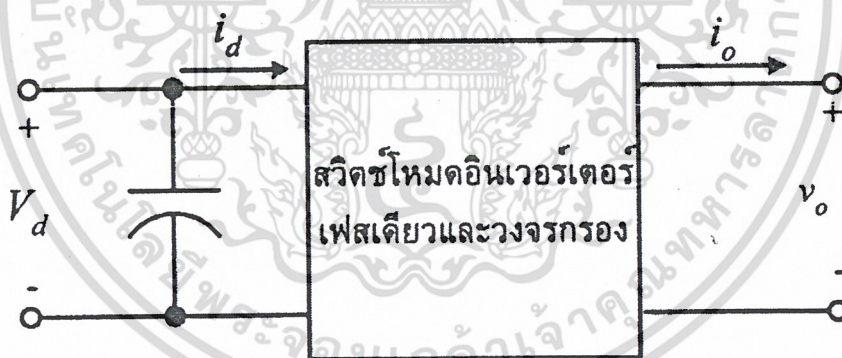 i_d
i_o
+
+
V_d
สวิตช์โหมดอินเวอร์เตอร์
เฟสเดียวและวงจรกรอง
v_o
-
-